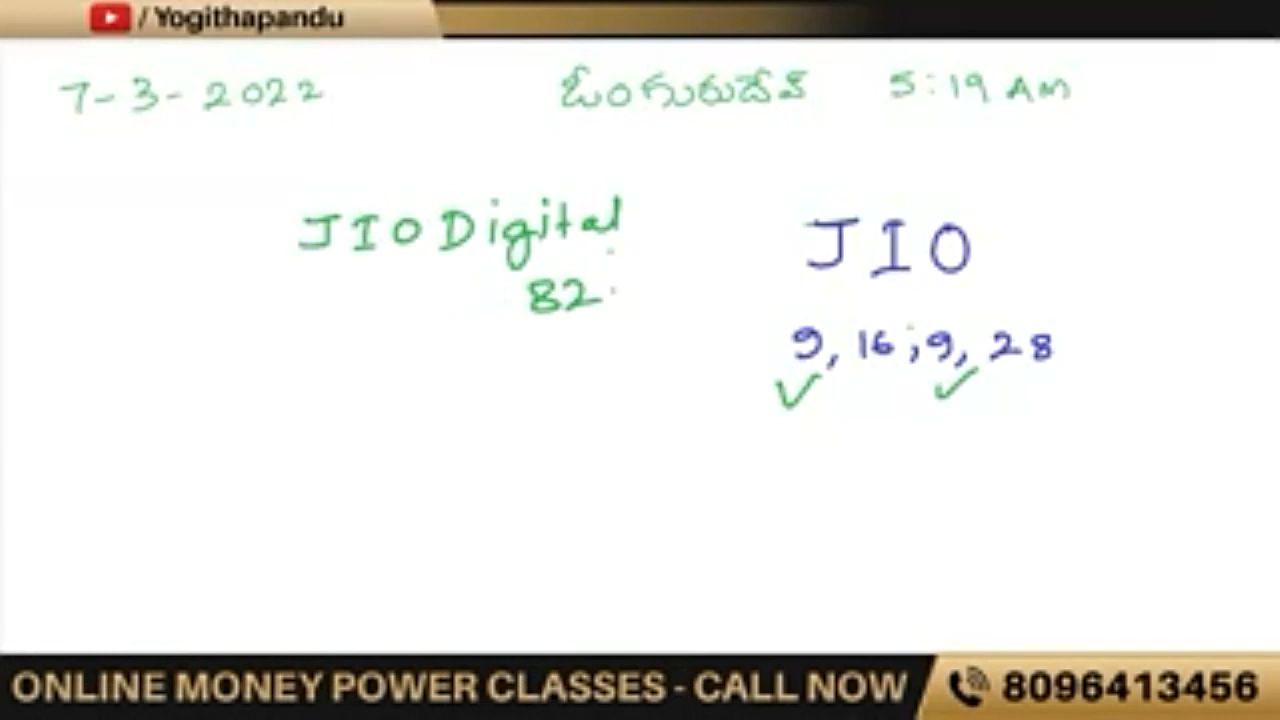 / Yogithapandu
7-3-2022 ఓంగురుదేవ్ 5:19 AM
JIO Digital JIO
82
9, 16; 9, 28
ONLINE MONEY POWER CLASSES - CALL NOW 8096413456